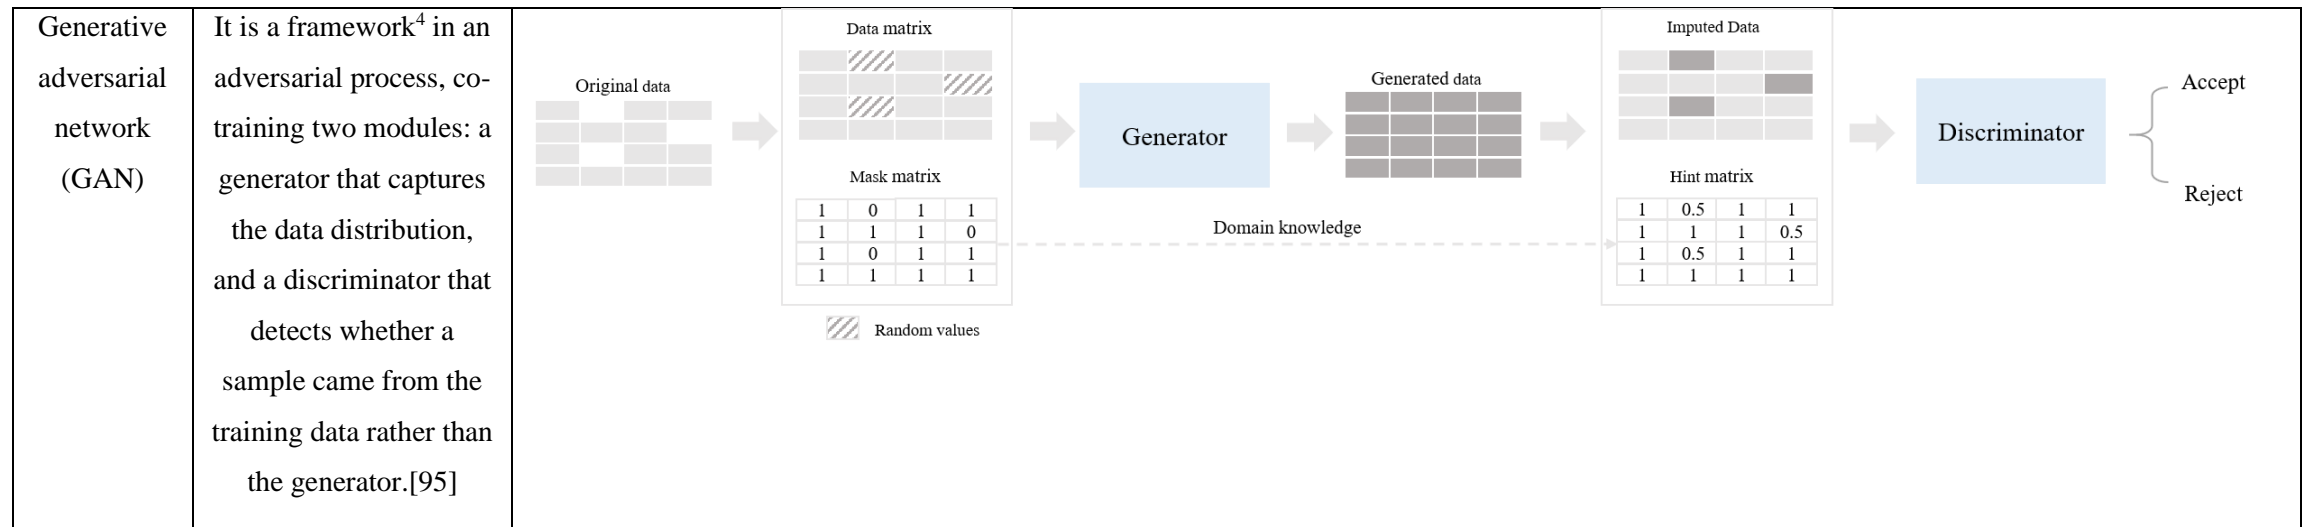 Generative
adversarial
network
(GAN)
It is a framework⁴ in an
adversarial process, co-
training two modules: a
generator that captures
the data distribution,
and a discriminator that
detects whether a
sample came from the
training data rather than
the generator.[95]
Original data
Data matrix
Mask matrix
1 0 1 1
1 1 1 0
1 0 1 1
1 1 1 1
Random values
Generator
Generated data
Domain knowledge
Imputed Data
Hint matrix
1 0.5 1 1
1 1 1 0.5
1 0.5 1 1
1 1 1 1
Discriminator
Accept
Reject